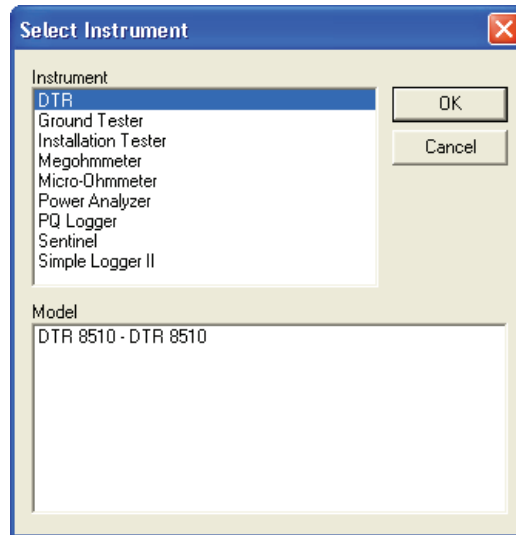 Select Instrument
Instrument
DTR
Ground Tester
Installation Tester
Megohmmeter
Micro-Ohmmeter
Power Analyzer
PQ Logger
Sentinel
Simple Logger II
OK
Cancel
Model
DTR 8510 - DTR 8510